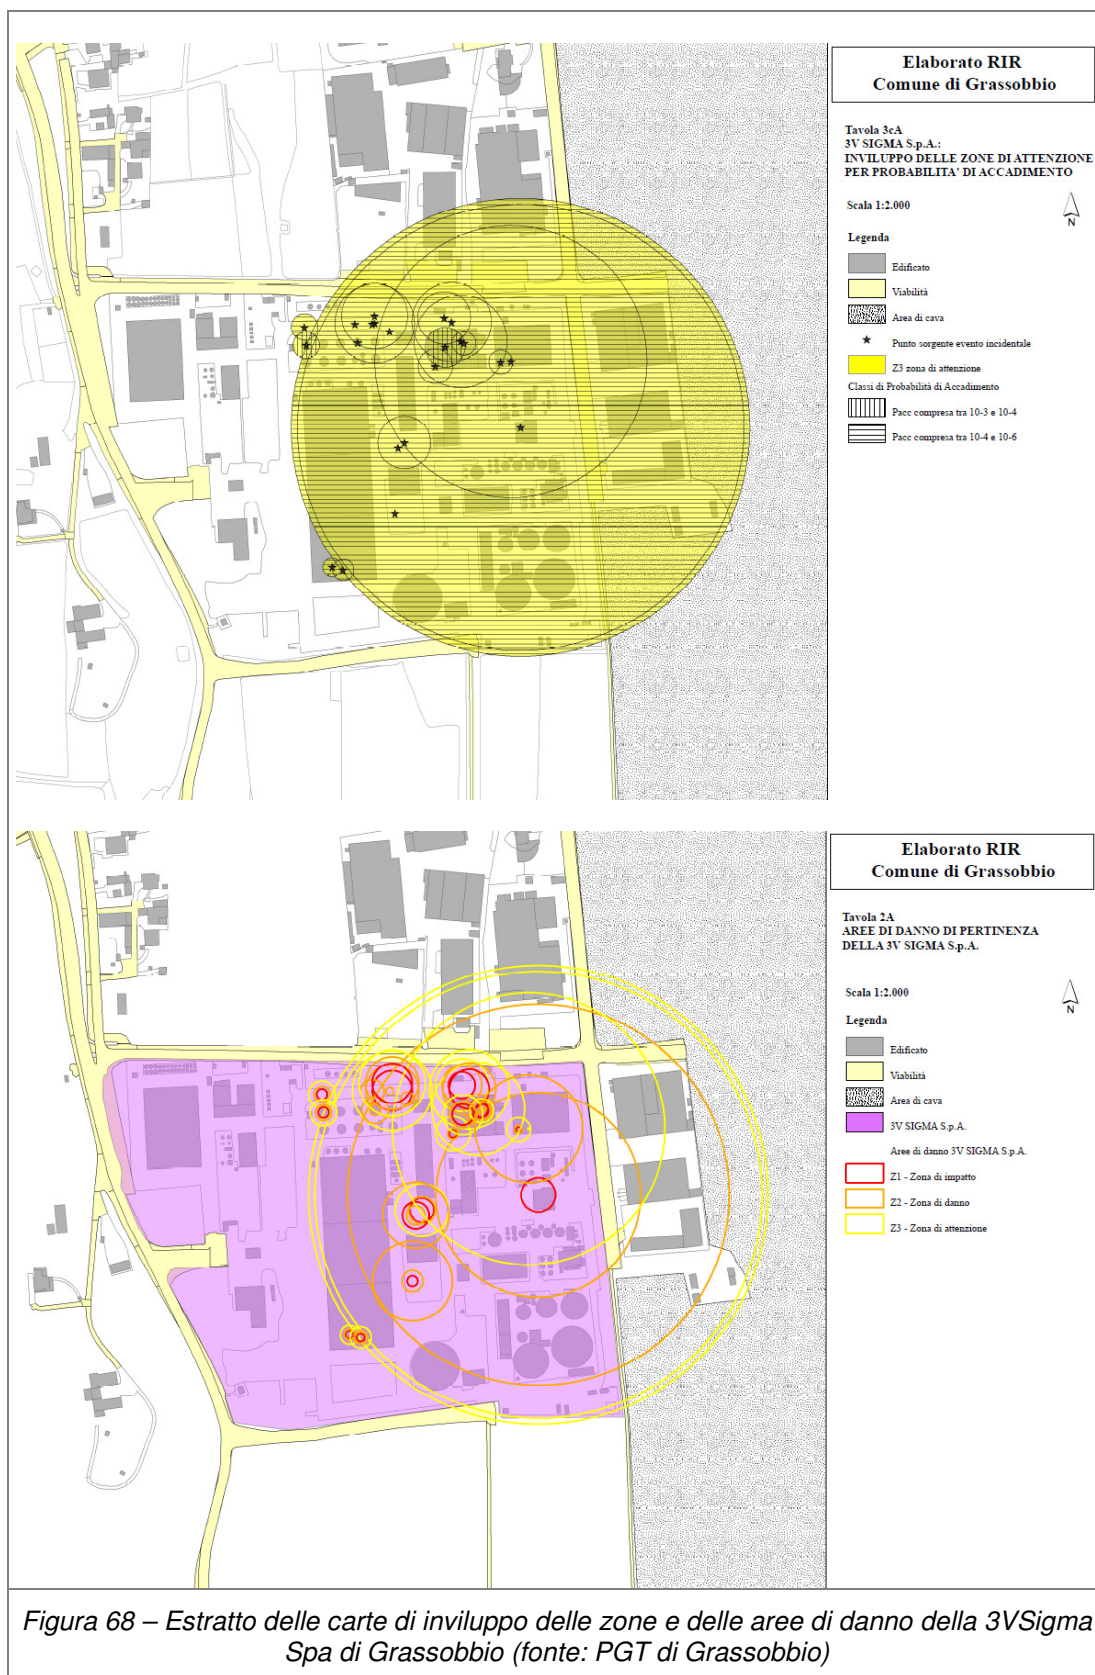 Elaborato RIR
Comune di Grassobbio
Tavola 3cA
3V SIGMA S.p.A.:
INVILUPPO DELLE ZONE DI ATTENZIONE
PER PROBABILITA' DI ACCADIMENTO
Scala 1:2.000
N
Legenda
Edificato
Viabilità
Area di cava
Punto sorgente evento incidentale
Z3 zona di attenzione
Classi di Probabilità di Accadimento
Pacc compresa tra 10-3 e 10-4
Pacc compresa tra 10-4 e 10-6
Elaborato RIR
Comune di Grassobbio
Tavola 2A
AREE DI DANNO DI PERTINENZA
DELLA 3V SIGMA S.p.A.
Scala 1:2.000
N
Legenda
Edificato
Viabilità
Area di cava
3V SIGMA S.p.A.
Aree di danno 3V SIGMA S.p.A.
Z1 - Zona di impatto
Z2 - Zona di danno
Z3 - Zona di attenzione
Figura 68 – Estratto delle carte di inviluppo delle zone e delle aree di danno della 3VSigma
Spa di Grassobbio (fonte: PGT di Grassobbio)